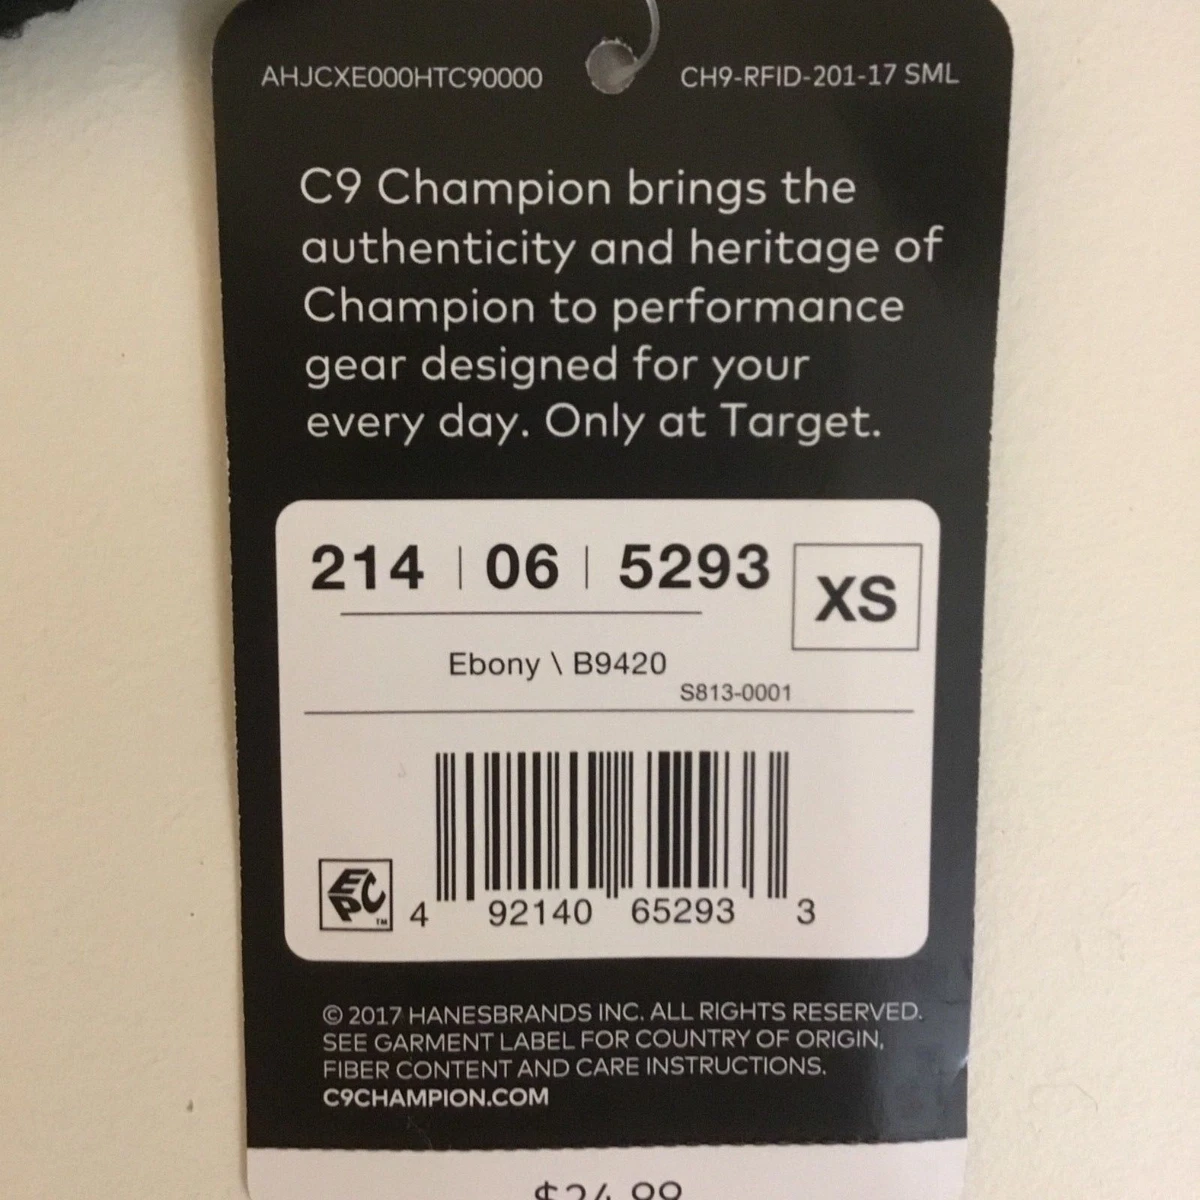 AHJCXE000HTC90000 CH9-RFID-201-17 SML
C9 Champion brings the
authenticity and heritage of
Champion to performance
gear designed for your
every day. Only at Target.
214 | 06 | 5293 XS
Ebony \ B9420
S813-0001
EPC™
4 92140 65293 3
© 2017 HANESBRANDS INC. ALL RIGHTS RESERVED.
SEE GARMENT LABEL FOR COUNTRY OF ORIGIN,
FIBER CONTENT AND CARE INSTRUCTIONS.
C9CHAMPION.COM
$24.99